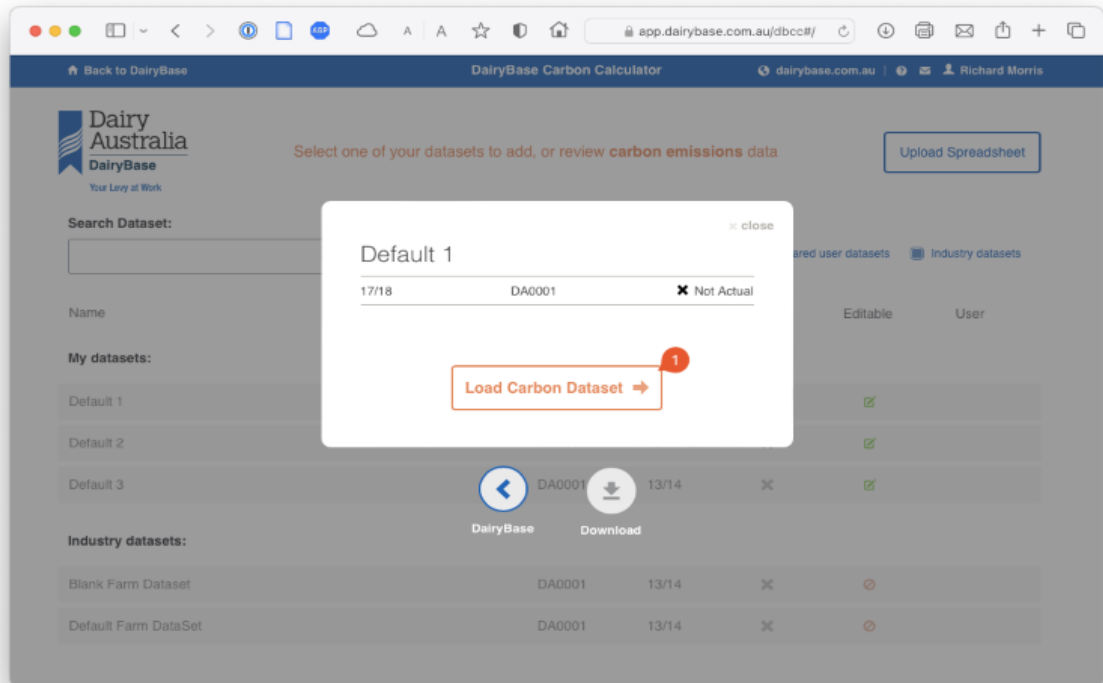 ABP
A A
app.dairybase.com.au/dbcc#/
Back to DairyBase
DairyBase Carbon Calculator
dairybase.com.au | Richard Morris
Dairy
Australia
DairyBase
Your Levy at Work
Select one of your datasets to add, or review carbon emissions data
Upload Spreadsheet
Search Dataset:
close
Default 1
17/18 DA0001 Not Actual
1
Load Carbon Dataset
user datasets
Industry datasets
Name Editable User
My datasets:
Default 1
Default 2
Default 3 DA0001 13/14
DairyBase Download
Industry datasets:
Blank Farm Dataset DA0001 13/14
Default Farm DataSet DA0001 13/14